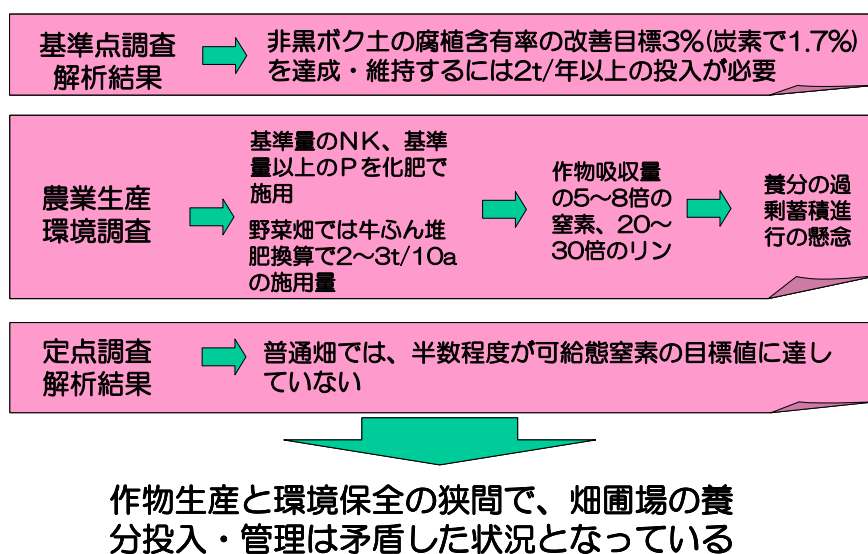 基準点調査
解析結果
非黒ボク土の腐植含有率の改善目標3%(炭素で1.7%)
を達成・維持するには2t/年以上の投入が必要
農業生産
環境調査
基準量のNK、基準
量以上のPを化肥で
施用
野菜畑では牛ふん堆
肥換算で2~3t/10a
の施用量
作物吸収量
の5~8倍の
窒素、20~
30倍のリン
養分の過
剰蓄積進
行の懸念
定点調査
解析結果
普通畑では、半数程度が可給態窒素の目標値に達し
ていない
作物生産と環境保全の狭間で、畑圃場の養
分投入・管理は矛盾した状況となっている